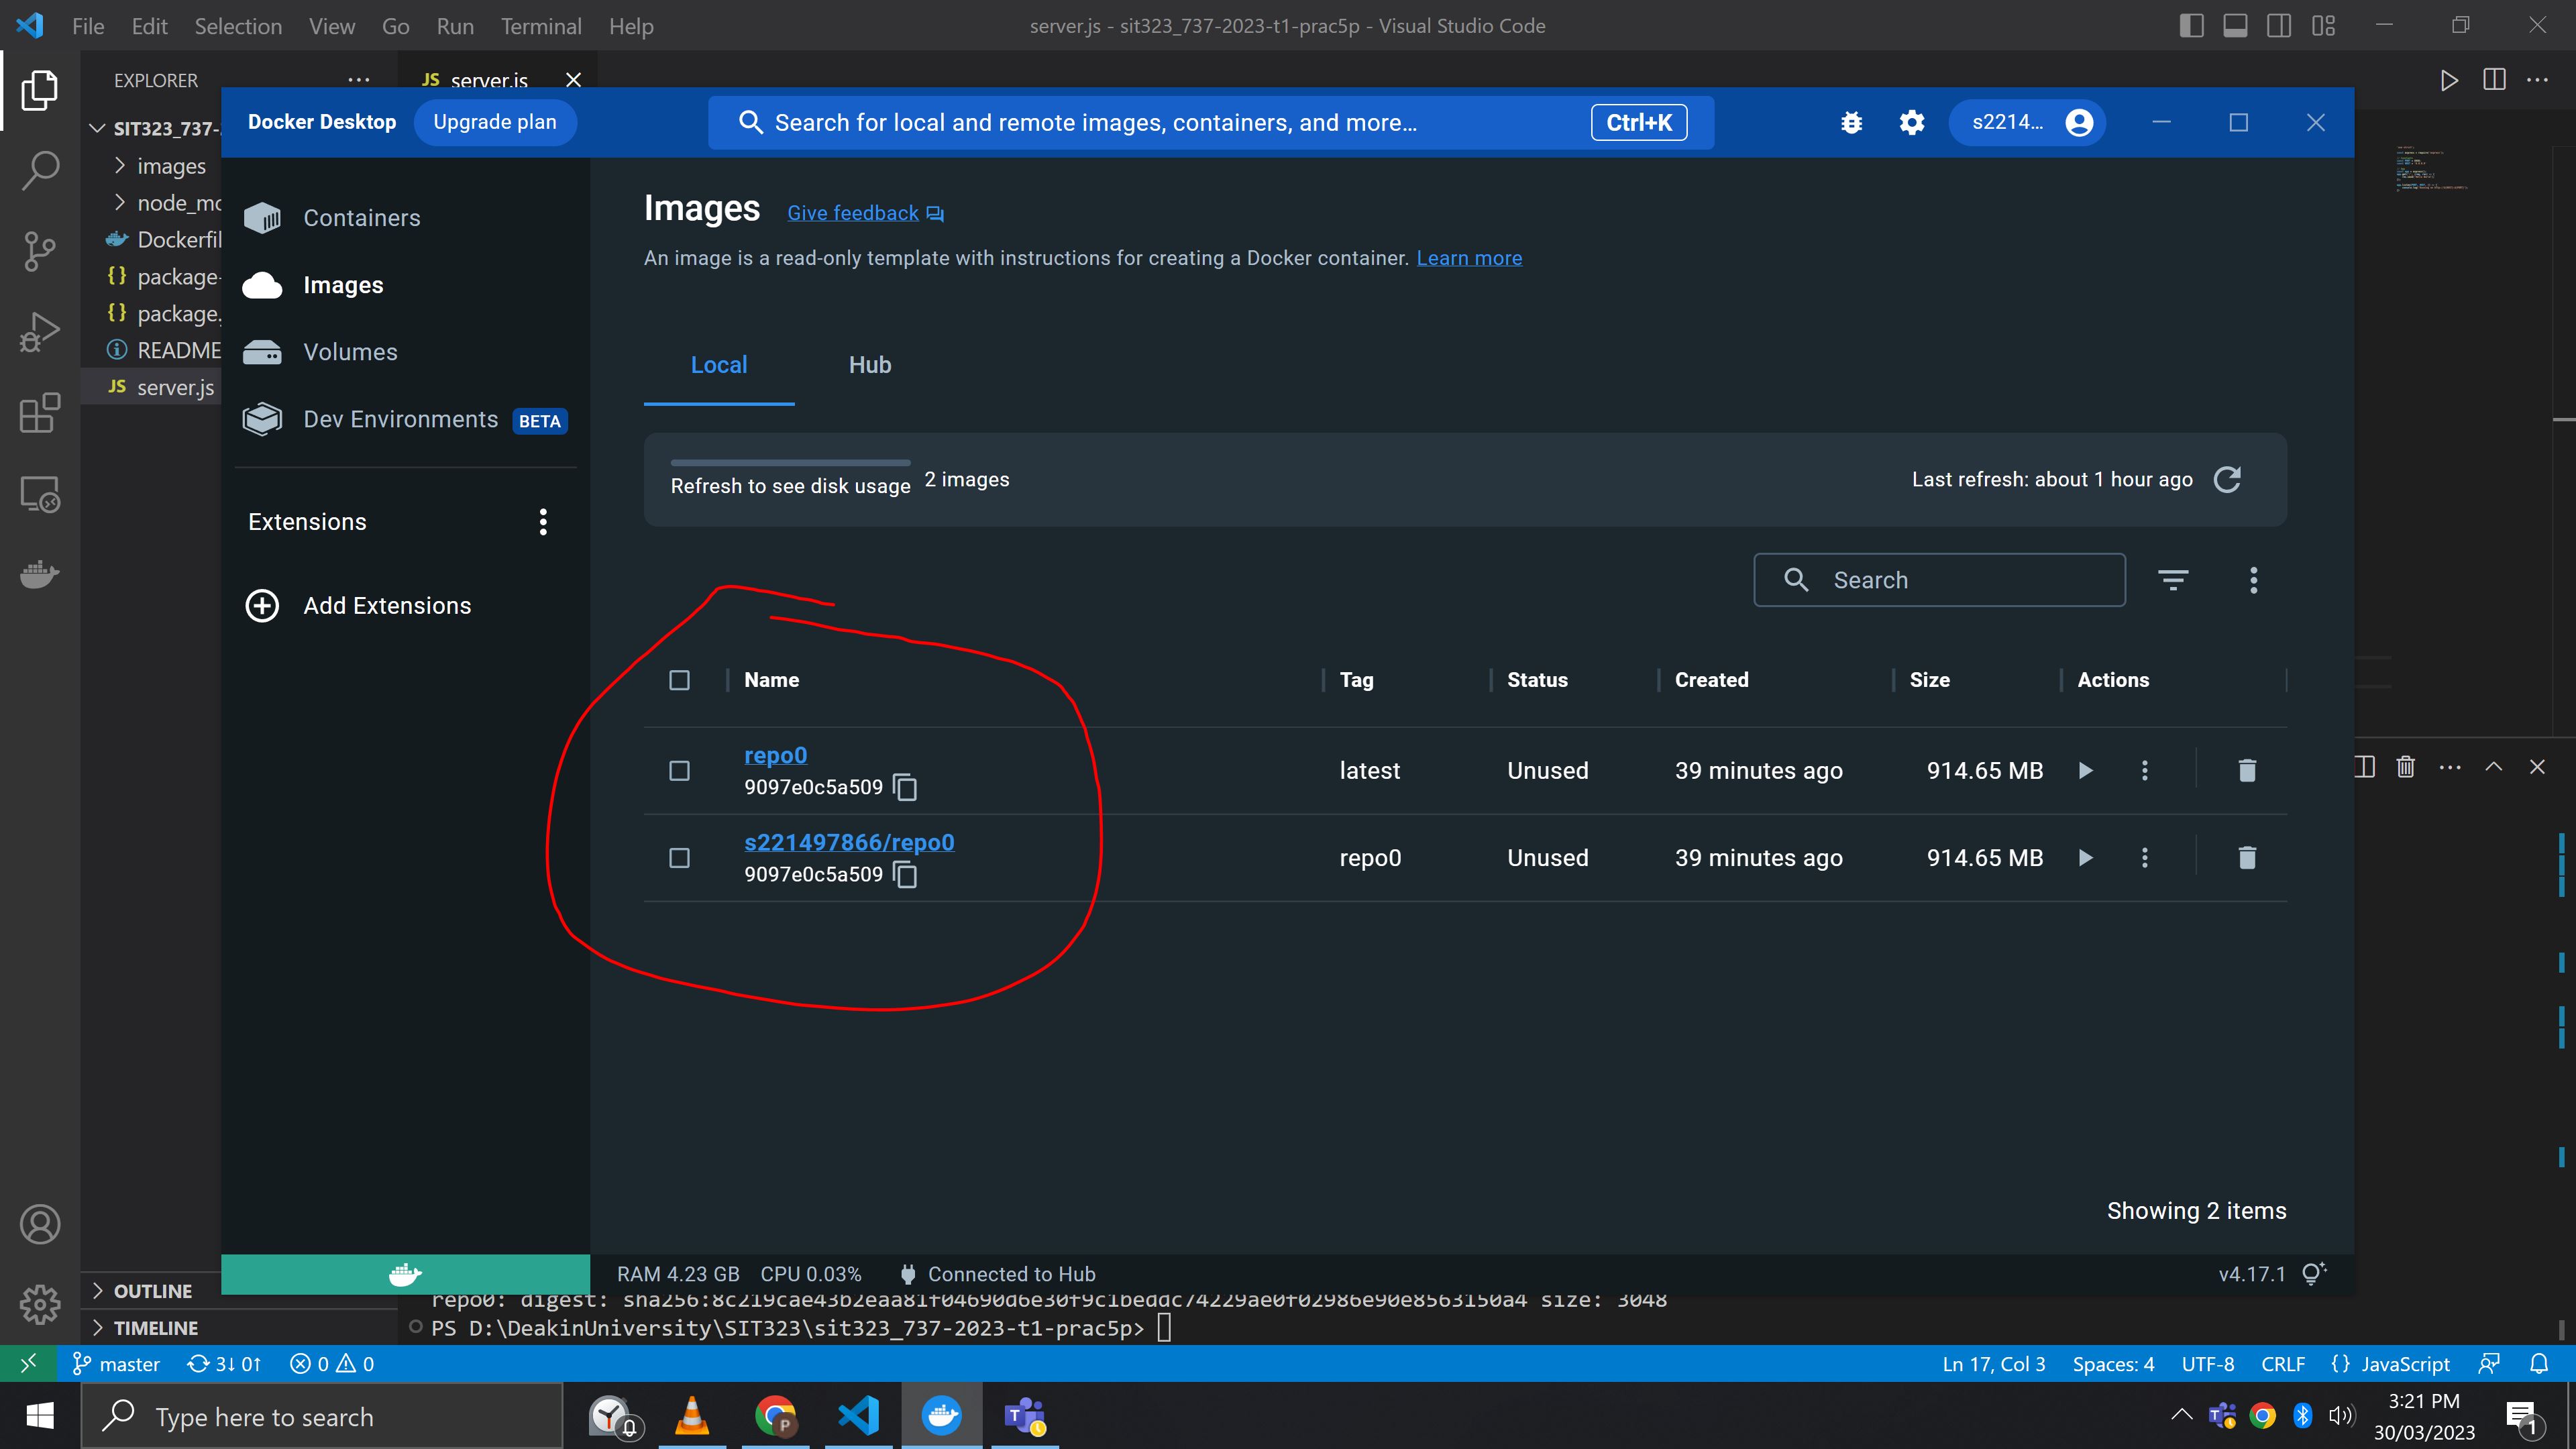 File Edit Selection View Go Run Terminal Help
server.js - sit323_737-2023-t1-prac5p - Visual Studio Code
EXPLORER
JS server.js
SIT323_737-
images
node_mo
Dockerfil
{} package-
{} package.
README
JS server.js
Docker Desktop
Upgrade plan
Search for local and remote images, containers, and more...
Ctrl+K
s2214...
Containers
Images
Volumes
Dev Environments BETA
Extensions
Add Extensions
Images Give feedback
An image is a read-only template with instructions for creating a Docker container. Learn more
Local Hub
Refresh to see disk usage 2 images
Last refresh: about 1 hour ago
Search
Name Tag Status Created Size Actions
repo0
9097e0c5a509
latest Unused 39 minutes ago 914.65 MB
s221497866/repo0
9097e0c5a509
repo0 Unused 39 minutes ago 914.65 MB
Showing 2 items
RAM 4.23 GB CPU 0.03% Connected to Hub
v4.17.1
OUTLINE
TIMELINE
repo0: digest: sha256:8c219cae43b2eaa81f04690d6e30f9c1beddc74229ae0f02986e90e8563150a4 size: 3048
PS D:\DeakinUniversity\SIT323\sit323_737-2023-t1-prac5p>
master 3↓ 0↑ 0 0
Ln 17, Col 3 Spaces: 4 UTF-8 CRLF {} JavaScript
Type here to search
P
T
T
3:21 PM
30/03/2023
1